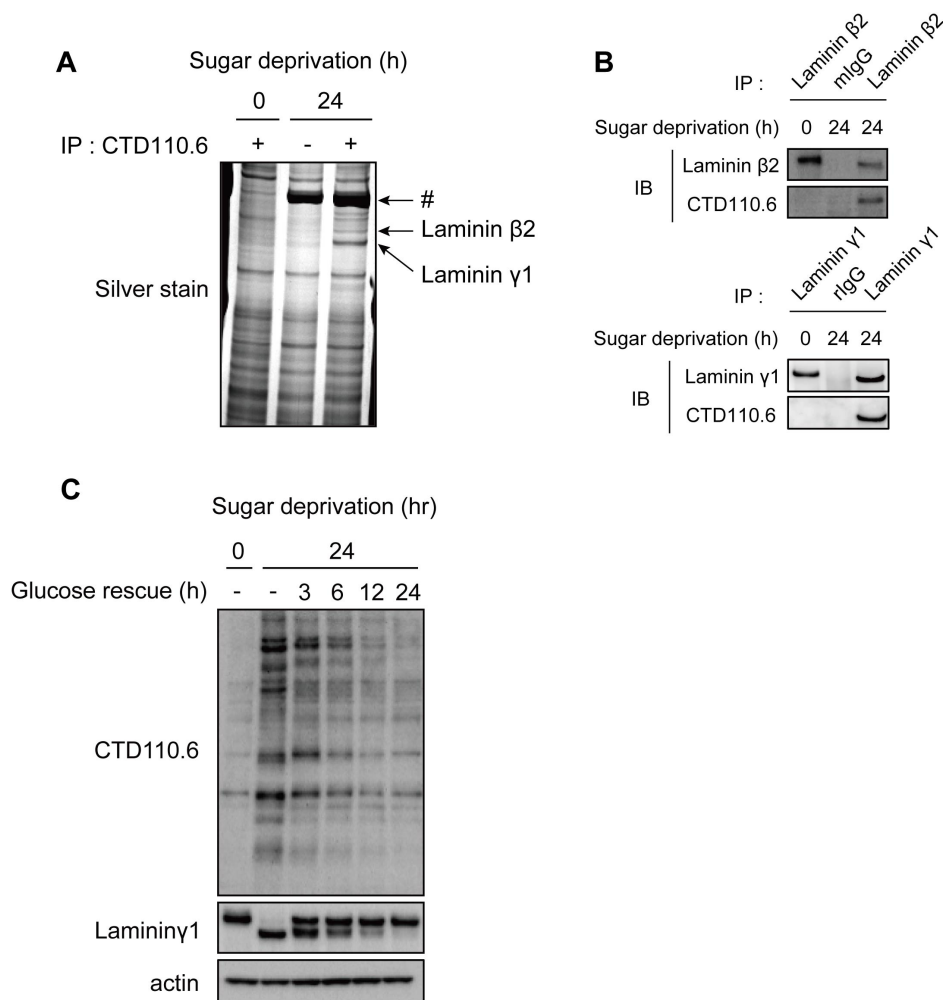 A
Sugar deprivation (h)
0 24
IP : CTD110.6 + - +
#
Laminin β2
Laminin γ1
Silver stain
B
IP : Laminin β2 mIgG Laminin β2
Sugar deprivation (h) 0 24 24
IB
Laminin β2
CTD110.6
IP : Laminin γ1 rIgG Laminin γ1
Sugar deprivation (h) 0 24 24
IB
Laminin γ1
CTD110.6
C
Sugar deprivation (hr)
0 24
Glucose rescue (h) - - 3 6 12 24
CTD110.6
Lamininγ1
actin